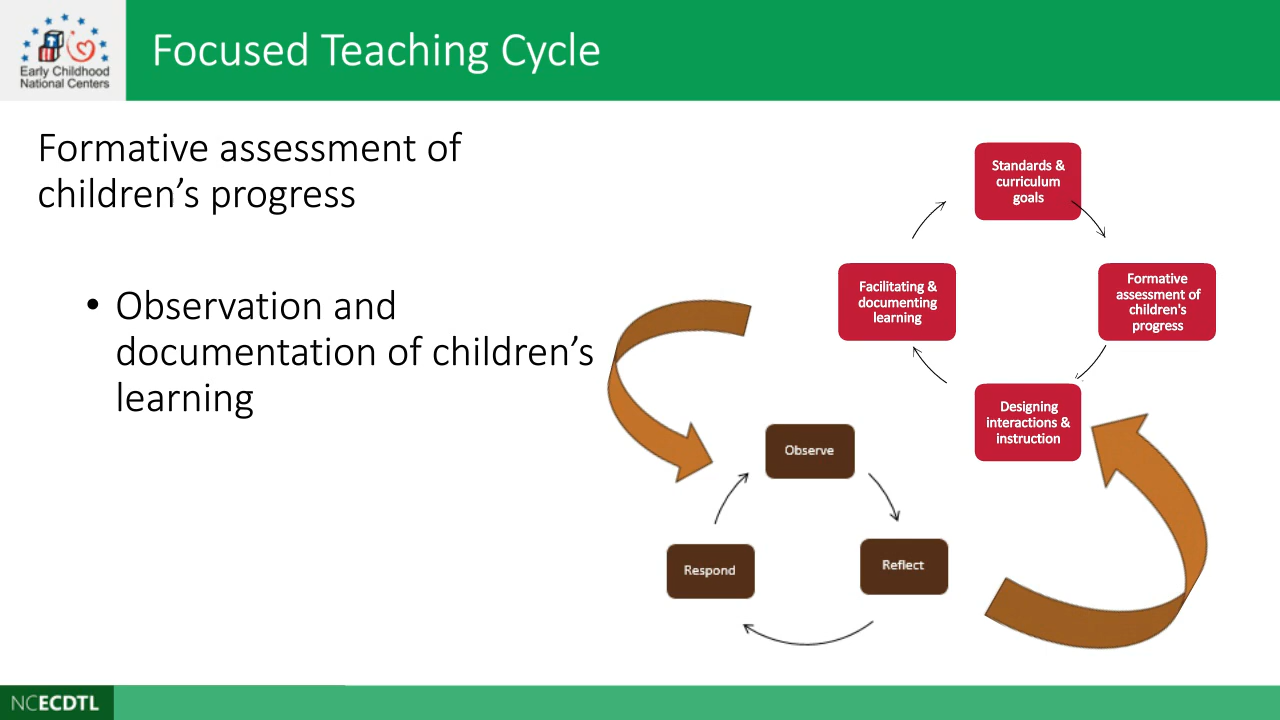 Early Childhood
National Centers
Focused Teaching Cycle
Formative assessment of
children’s progress
• Observation and
documentation of children’s
learning
Standards &
curriculum
goals
Formative
assessment of
children's
progress
Designing
interactions &
instruction
Facilitating &
documenting
learning
Observe
Reflect
Respond
NCECDTL